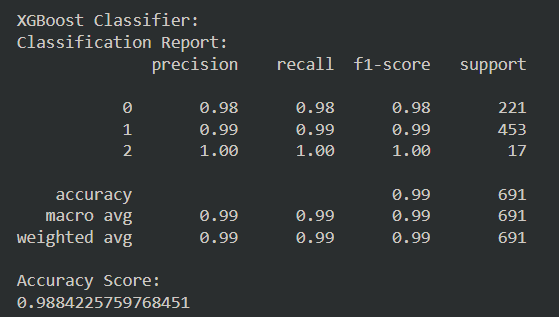 XGBoost Classifier:
Classification Report:
precision recall f1-score support
0 0.98 0.98 0.98 221
1 0.99 0.99 0.99 453
2 1.00 1.00 1.00 17
accuracy 0.99 691
macro avg 0.99 0.99 0.99 691
weighted avg 0.99 0.99 0.99 691
Accuracy Score:
0.9884225759768451